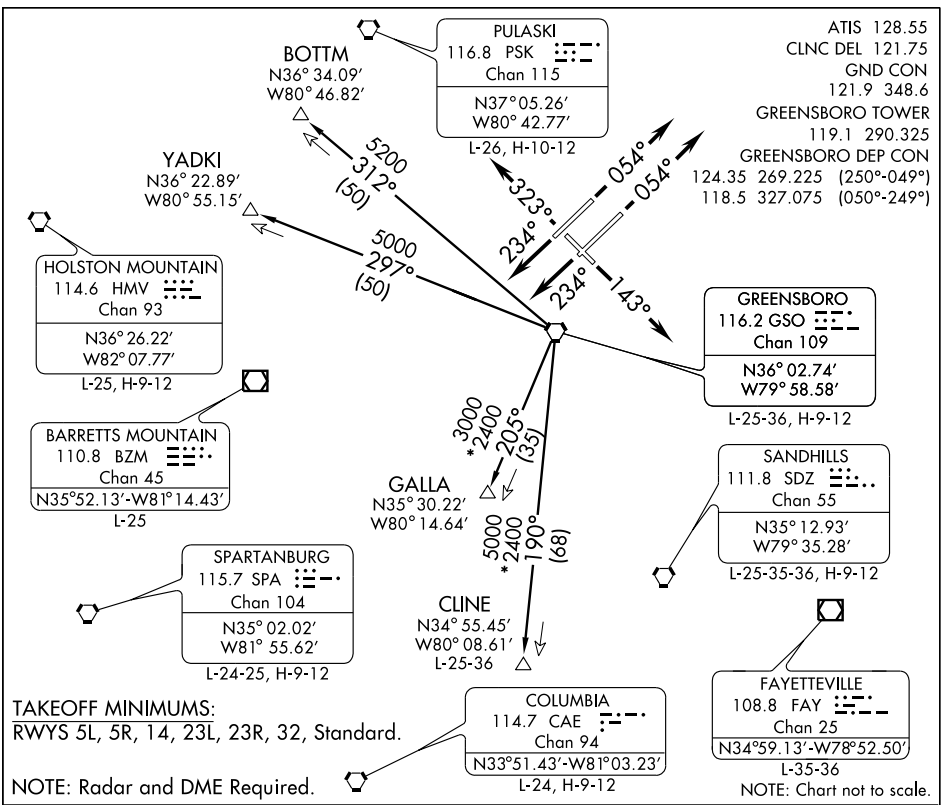 ATIS 128.55
CLNC DEL 121.75
GND CON
121.9 348.6
GREENSBORO TOWER
119.1 290.325
GREENSBORO DEP CON
124.35 269.225 (250°-049°)
118.5 327.075 (050°-249°)
PULASKI
116.8 PSK
Chan 115
N37°05.26′
W80°42.77′
L-26, H-10-12
BOTTM
N36°34.09′
W80°46.82′
YADKI
N36°22.89′
W80°55.15′
5200
312°
(50)
5000
297°
(50)
323°
054°
054°
234°
234°
143°
HOLSTON MOUNTAIN
114.6 HMV
Chan 93
N36°26.22′
W82°07.77′
L-25, H-9-12
GREENSBORO
116.2 GSO
Chan 109
N36°02.74′
W79°58.58′
L-25-36, H-9-12
BARRETTS MOUNTAIN
110.8 BZM
Chan 45
N35°52.13′-W81°14.43′
L-25
3000
*2400
205°
(35)
GALLA
N35°30.22′
W80°14.64′
5000
*2400
190°
(68)
SANDHILLS
111.8 SDZ
Chan 55
N35°12.93′
W79°35.28′
L-25-35-36, H-9-12
SPARTANBURG
115.7 SPA
Chan 104
N35°02.02′
W81°55.62′
L-24-25, H-9-12
CLINE
N34°55.45′
W80°08.61′
L-25-36
FAYETTEVILLE
108.8 FAY
Chan 25
N34°59.13′-W78°52.50′
L-35-36
COLUMBIA
114.7 CAE
Chan 94
N33°51.43′-W81°03.23′
L-24, H-9-12
TAKEOFF MINIMUMS:
RWYS 5L, 5R, 14, 23L, 23R, 32, Standard.
NOTE: Radar and DME Required.
NOTE: Chart not to scale.